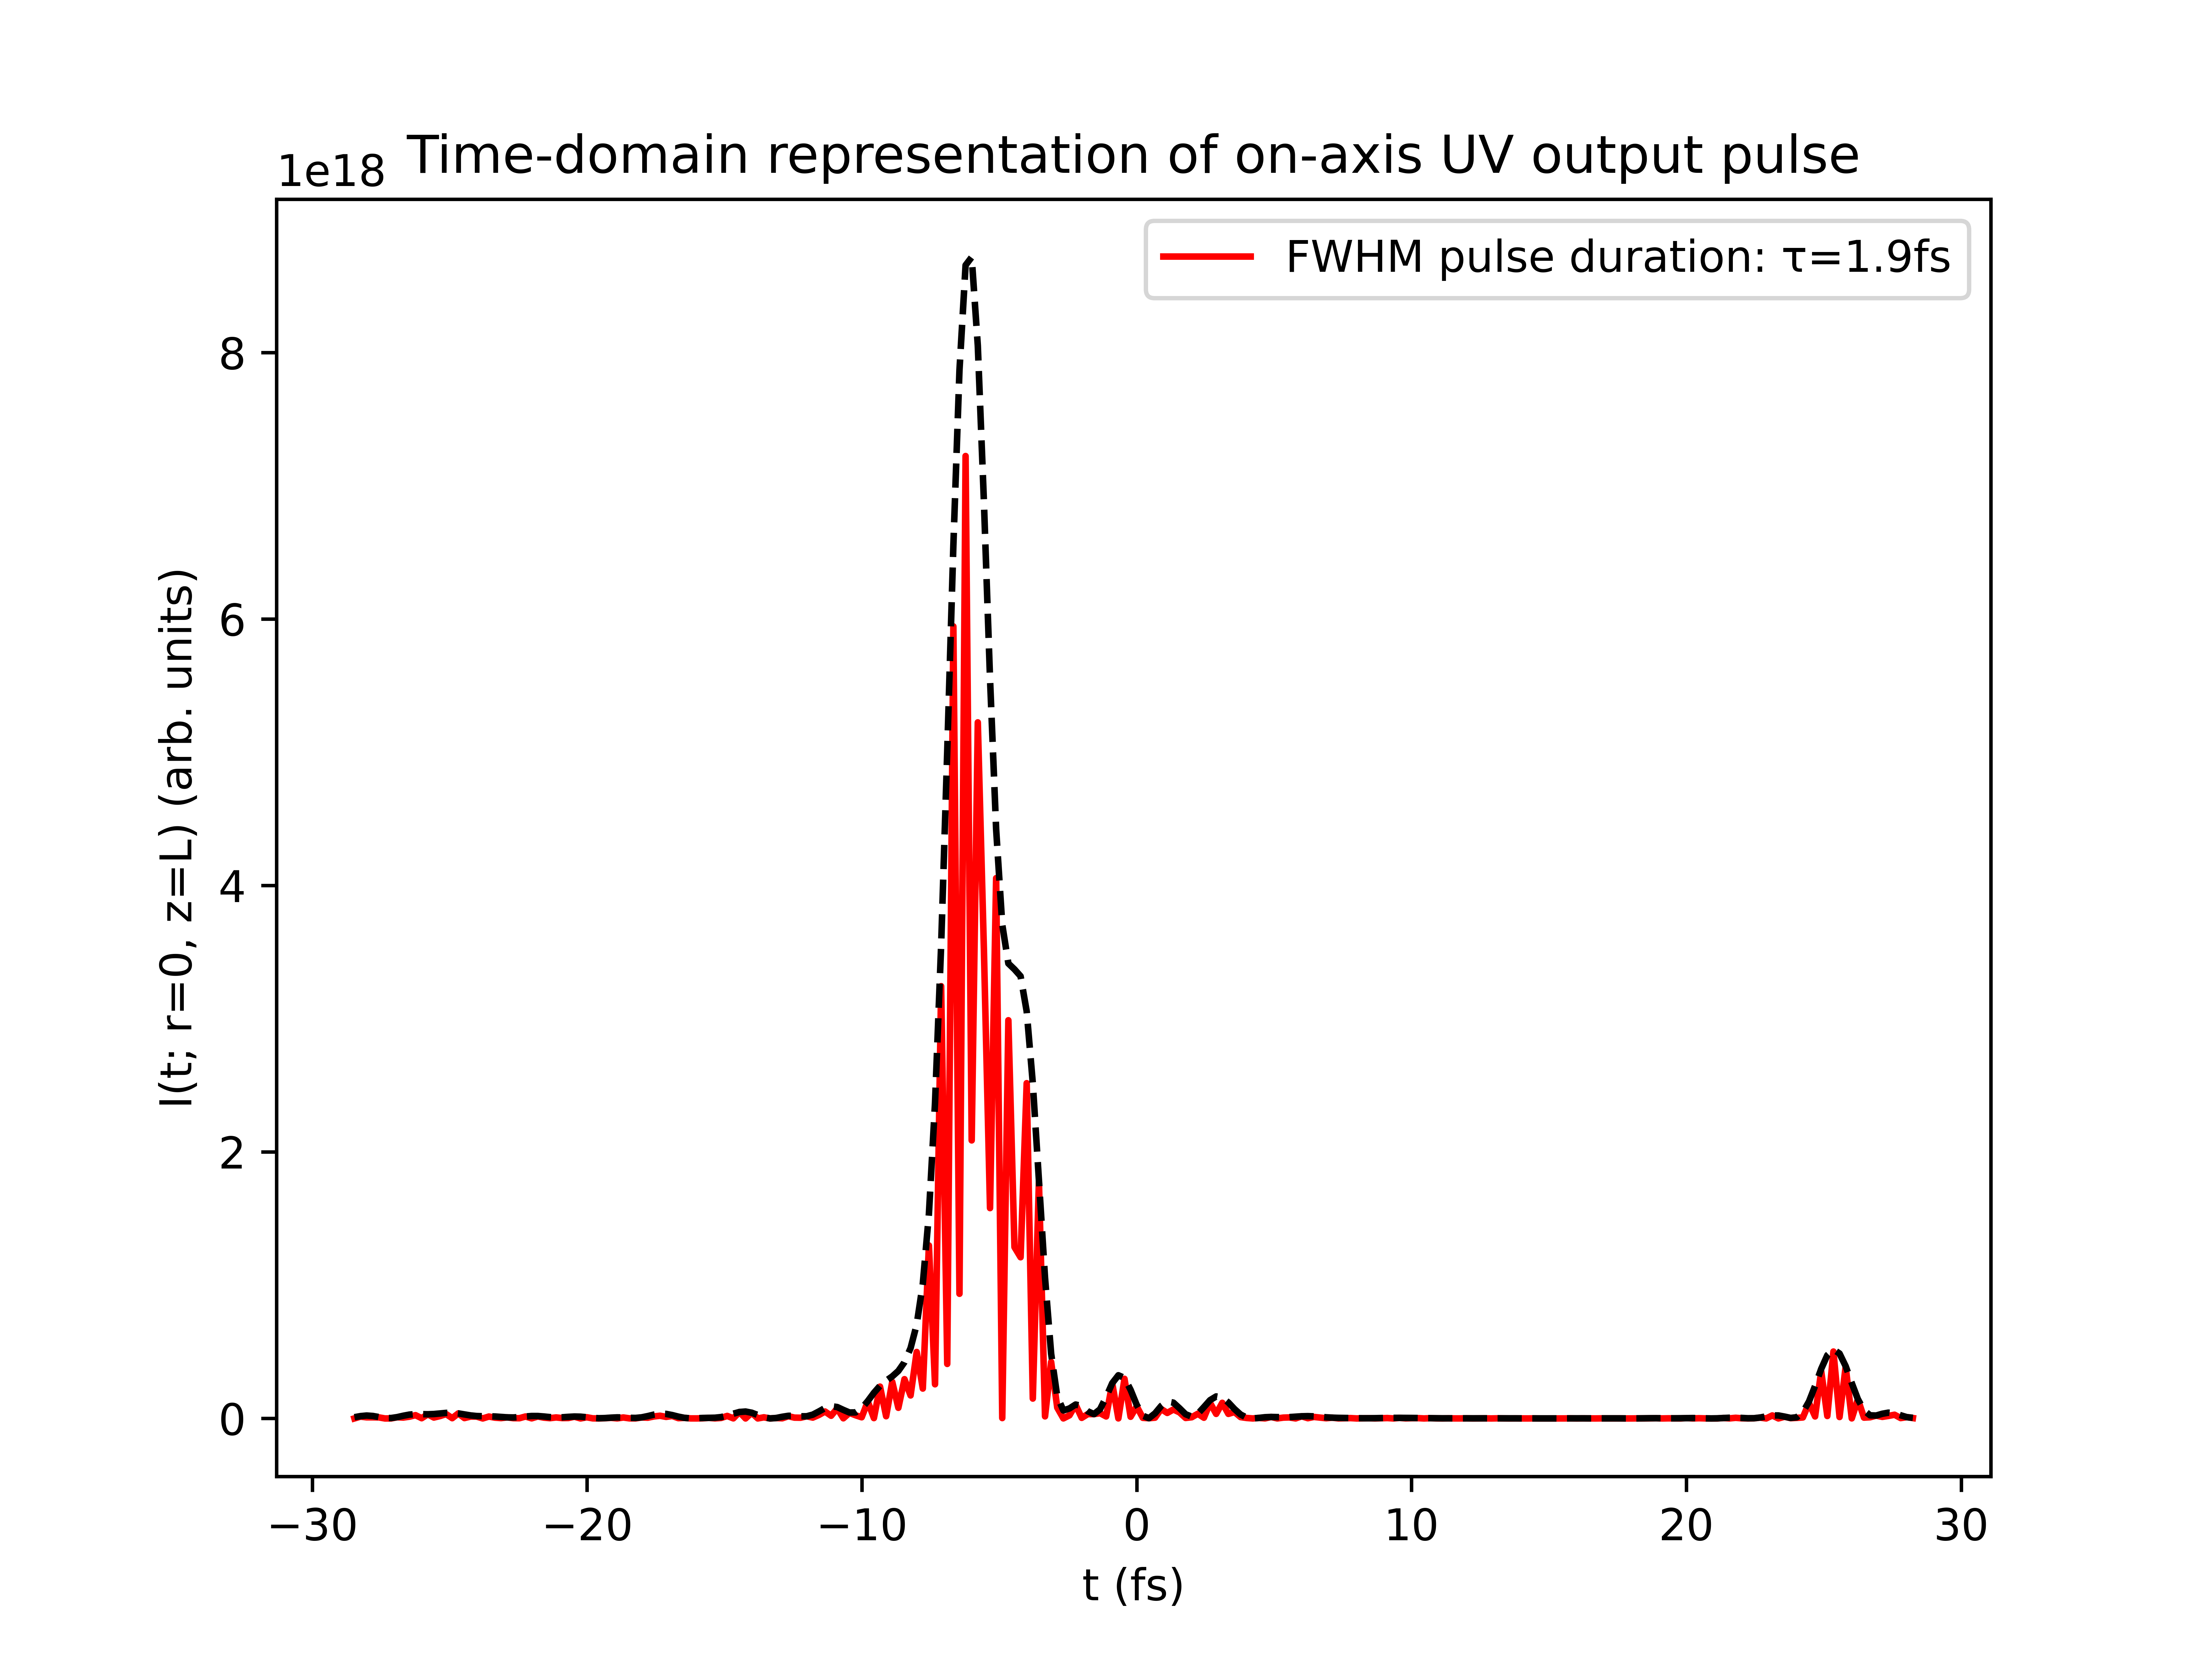 Time-domain representation of on-axis UV output pulse
1e18
FWHM pulse duration: τ=1.9fs
8
6
4
2
0
I(t; r=0, z=L) (arb. units)
−30 −20 −10 0 10 20 30
t (fs)